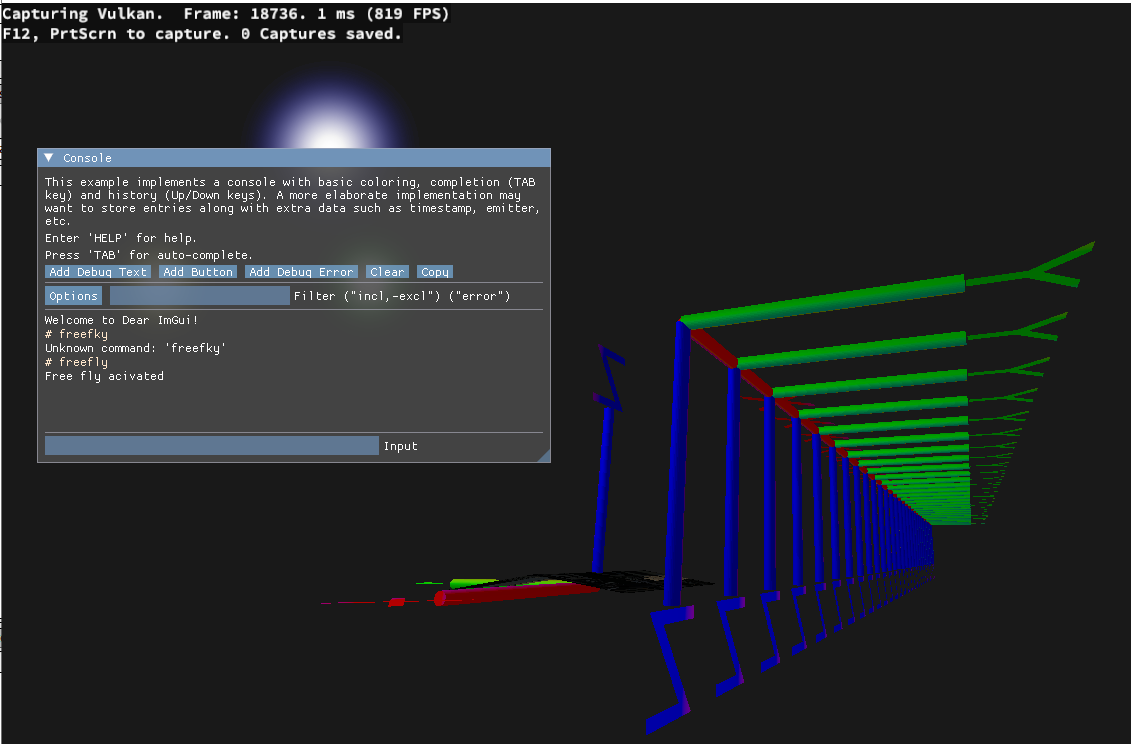 Capturing Vulkan.  Frame: 18736. 1 ms (819 FPS)
F12, PrtScrn to capture. 0 Captures saved.
Console
This example implements a console with basic coloring, completion (TAB
key) and history (Up/Down keys). A more elaborate implementation may
want to store entries along with extra data such as timestamp, emitter,
etc.
Enter 'HELP' for help.
Press 'TAB' for auto-complete.
Add Debug Text Add Button Add Debug Error Clear Copy
Options Filter ("incl,-excl") ("error")
Welcome to Dear ImGui!
# freefky
Unknown command: 'freefky'
# freefly
Free fly acivated
Input